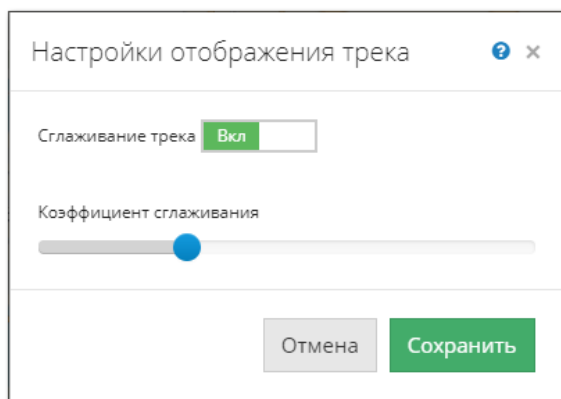 Настройки отображения трека ? ×
Сглаживание трека Вкл
Коэффициент сглаживания
Отмена Сохранить